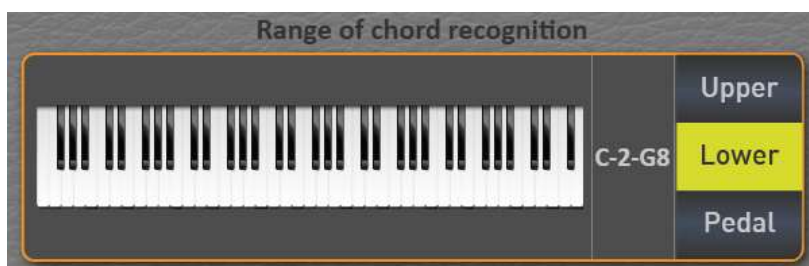 Range of chord recognition
Upper
C-2-G8
Lower
Pedal